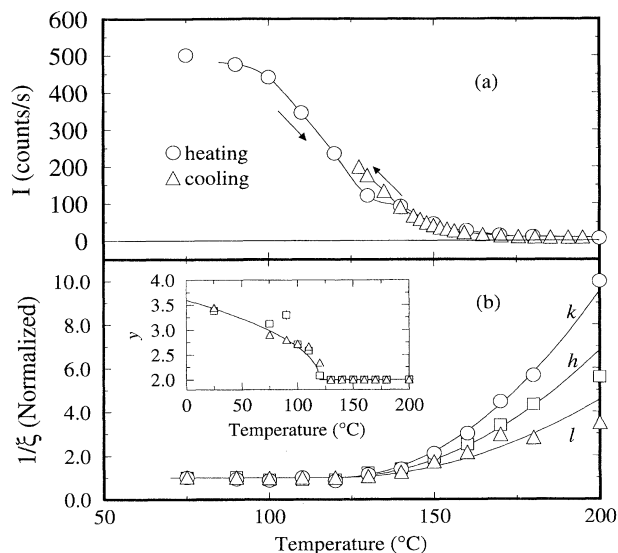 600
500
400
300
200
100
0
I (counts/s)
(a)
heating
cooling
10.0
8.0
6.0
4.0
2.0
0.0
1/ξ (Normalized)
(b)
4.0
3.5
3.0
2.5
2.0
y
0 50 100 150 200
Temperature (°C)
k
h
l
50 100 150 200
Temperature (°C)